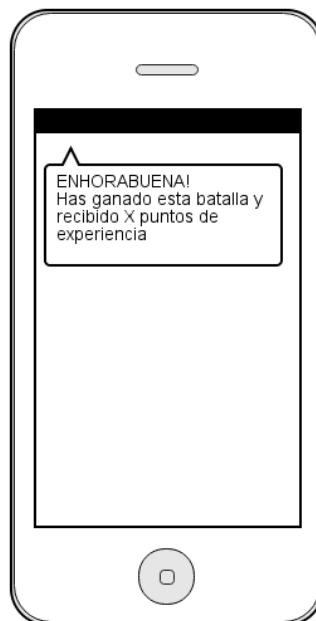 ENHORABUENA!
Has ganado esta batalla y
recibido X puntos de
experiencia